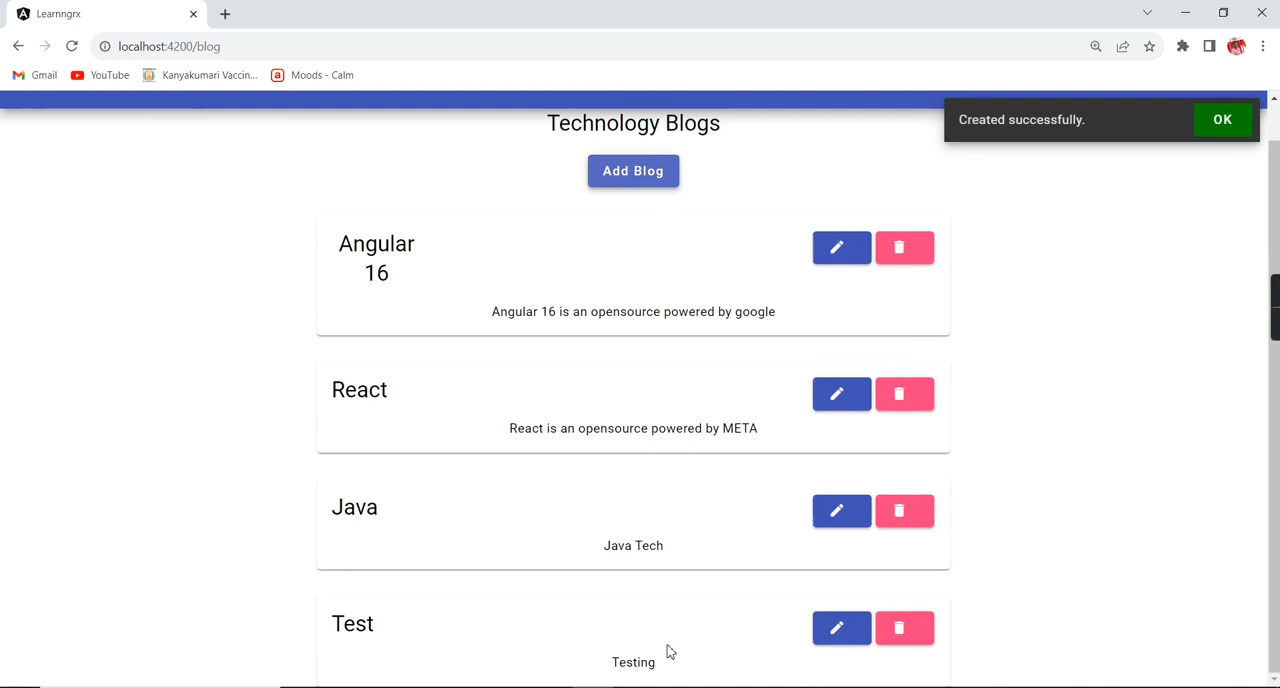 Learnngrx
localhost:4200/blog
Gmail
YouTube
Kanyakumari Vaccin...
a
Moods - Calm
Technology Blogs
Created successfully.
OK
Add Blog
Angular
16
Angular 16 is an opensource powered by google
React
React is an opensource powered by META
Java
Java Tech
Test
Testing